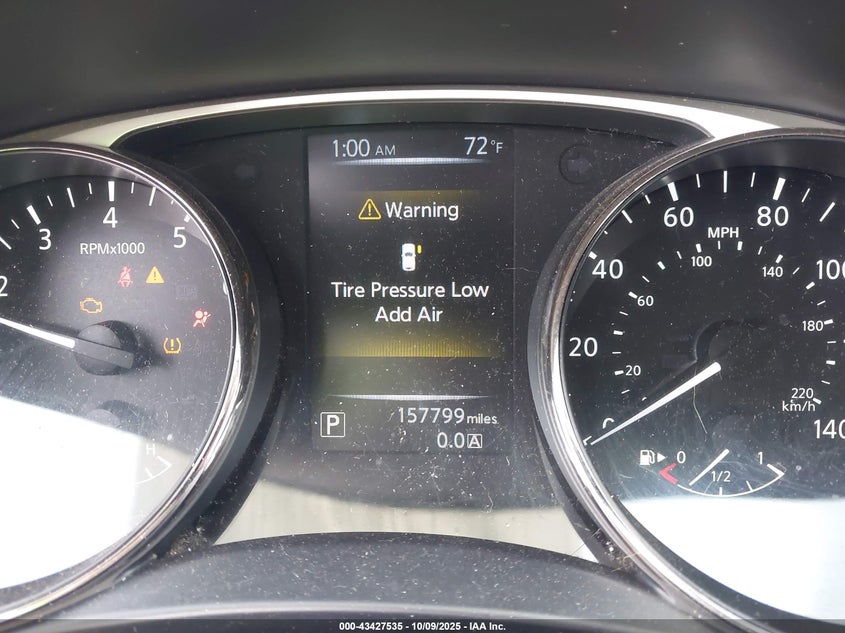 1:00 AM 72°F
Warning
Tire Pressure Low
Add Air
P 157799 miles
0.0 A
2 3 4 5
RPMx1000
H
20 40 60 80 100 140
MPH
20 60 100 140 180 220
km/h
0 1/2 1
000-43427535 - 10/09/2025 - IAA Inc.